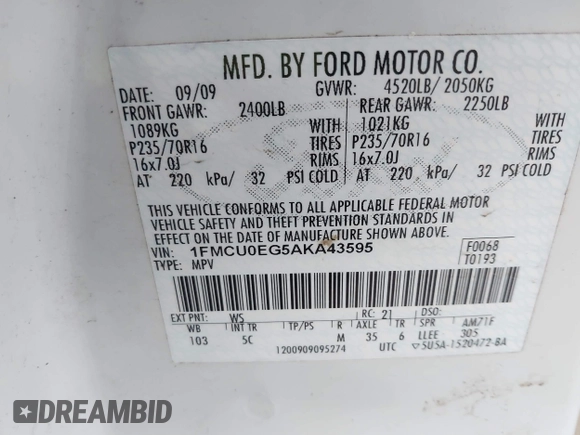 MFD. BY FORD MOTOR CO.
DATE: 09/09 GVWR: 4520LB/ 2050KG
FRONT GAWR: 2400LB REAR GAWR: 2250LB
1089KG WITH 1021KG WITH
P235/70R16 TIRES P235/70R16 TIRES
16x7.0J RIMS 16x7.0J RIMS
AT 220 kPa/ 32 PSI COLD AT 220 kPa/ 32 PSI COLD
THIS VEHICLE CONFORMS TO ALL APPLICABLE FEDERAL MOTOR
VEHICLE SAFETY AND THEFT PREVENTION STANDARDS IN
EFFECT ON THE DATE OF MANUFACTURE SHOWN ABOVE.
VIN: 1FMCU0EG5AKA43595 F0068
TYPE: MPV T0193
EXT PNT: WS RC: 21 DSO:
WB INT TR TP/PS R AXLE TR SPR AM71F
103 5C M 35 6 LLEE 305
1200909095274 UTC 5U5A-1520472-BA
DREAMBID